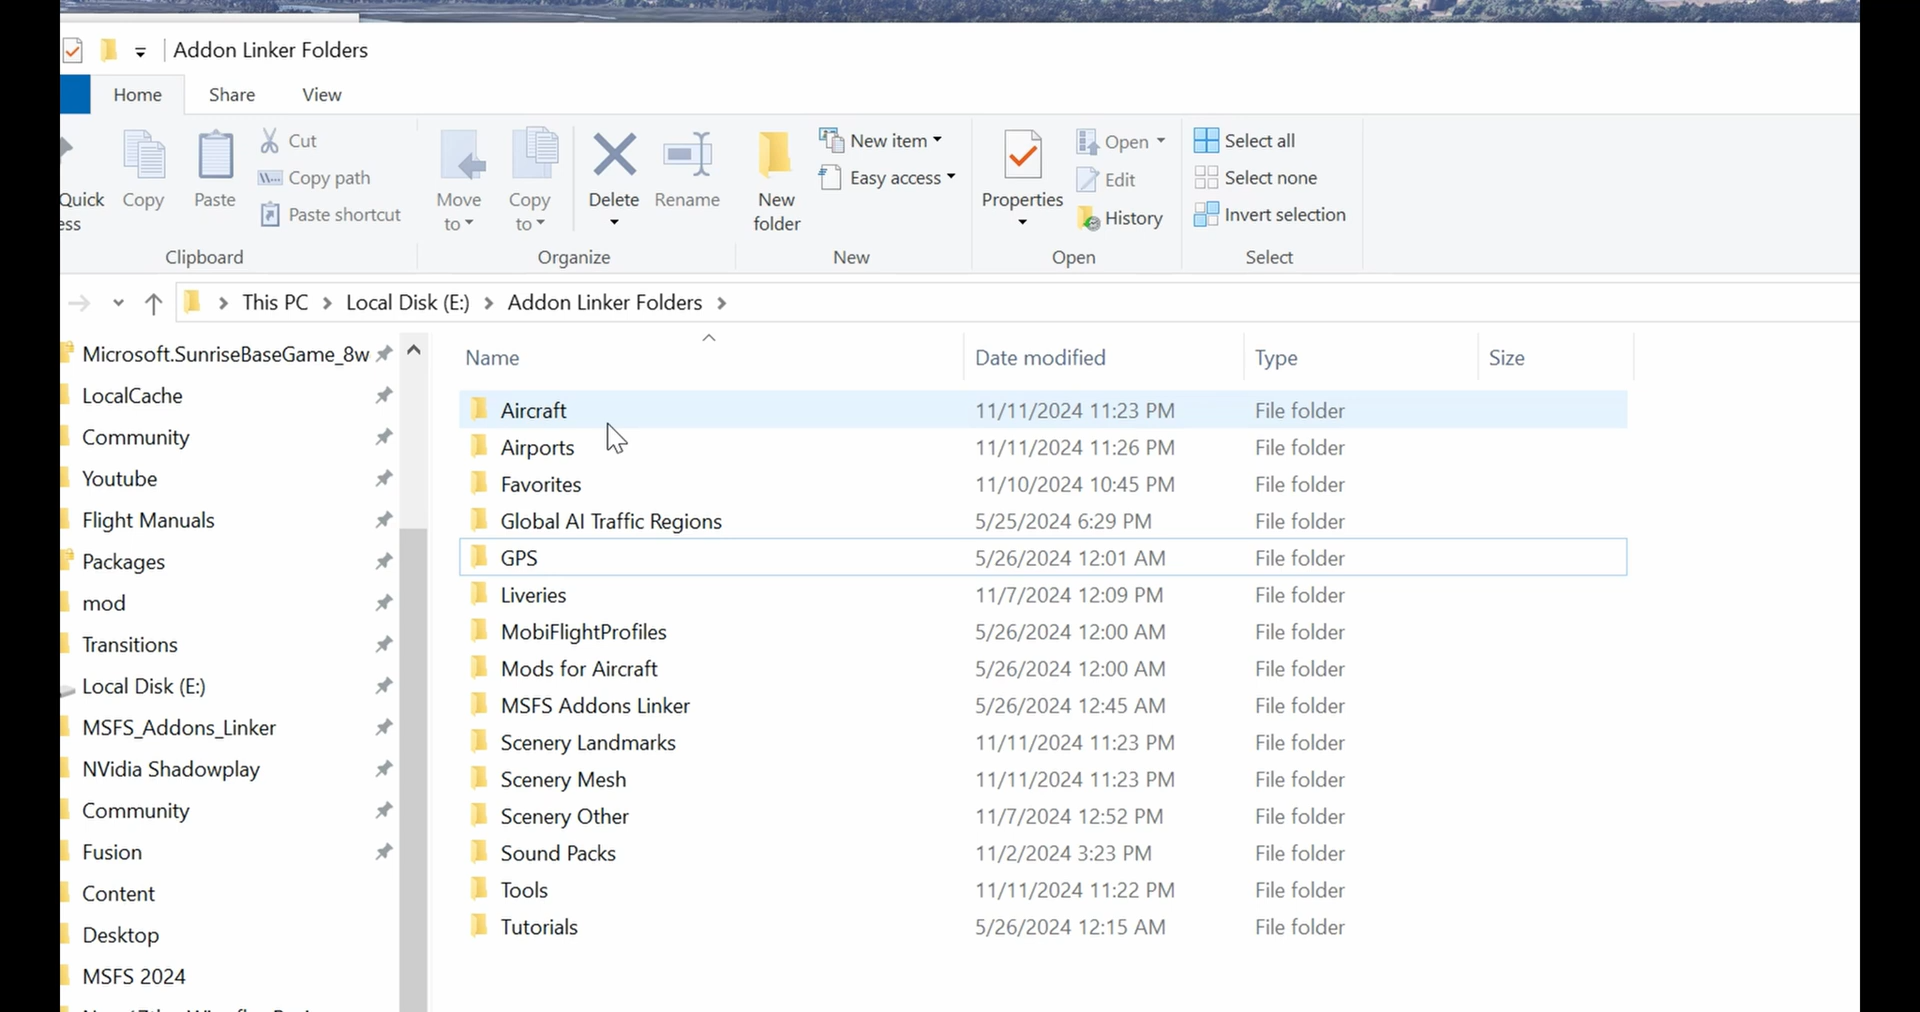 Addon Linker Folders
Home Share View
Quick
ess
Copy
Paste
Cut
Copy path
Paste shortcut
Clipboard
Move
to
Copy
to
Delete
Rename
Organize
New
folder
New item
Easy access
New
Properties
Open
Edit
History
Open
Select all
Select none
Invert selection
Select
This PC > Local Disk (E:) > Addon Linker Folders >
Microsoft.SunriseBaseGame_8w
LocalCache
Community
Youtube
Flight Manuals
Packages
mod
Transitions
Local Disk (E:)
MSFS_Addons_Linker
NVidia Shadowplay
Community
Fusion
Content
Desktop
MSFS 2024
Name Date modified Type Size
Aircraft 11/11/2024 11:23 PM File folder
Airports 11/11/2024 11:26 PM File folder
Favorites 11/10/2024 10:45 PM File folder
Global AI Traffic Regions 5/25/2024 6:29 PM File folder
GPS 5/26/2024 12:01 AM File folder
Liveries 11/7/2024 12:09 PM File folder
MobiFlightProfiles 5/26/2024 12:00 AM File folder
Mods for Aircraft 5/26/2024 12:00 AM File folder
MSFS Addons Linker 5/26/2024 12:45 AM File folder
Scenery Landmarks 11/11/2024 11:23 PM File folder
Scenery Mesh 11/11/2024 11:23 PM File folder
Scenery Other 11/7/2024 12:52 PM File folder
Sound Packs 11/2/2024 3:23 PM File folder
Tools 11/11/2024 11:22 PM File folder
Tutorials 5/26/2024 12:15 AM File folder